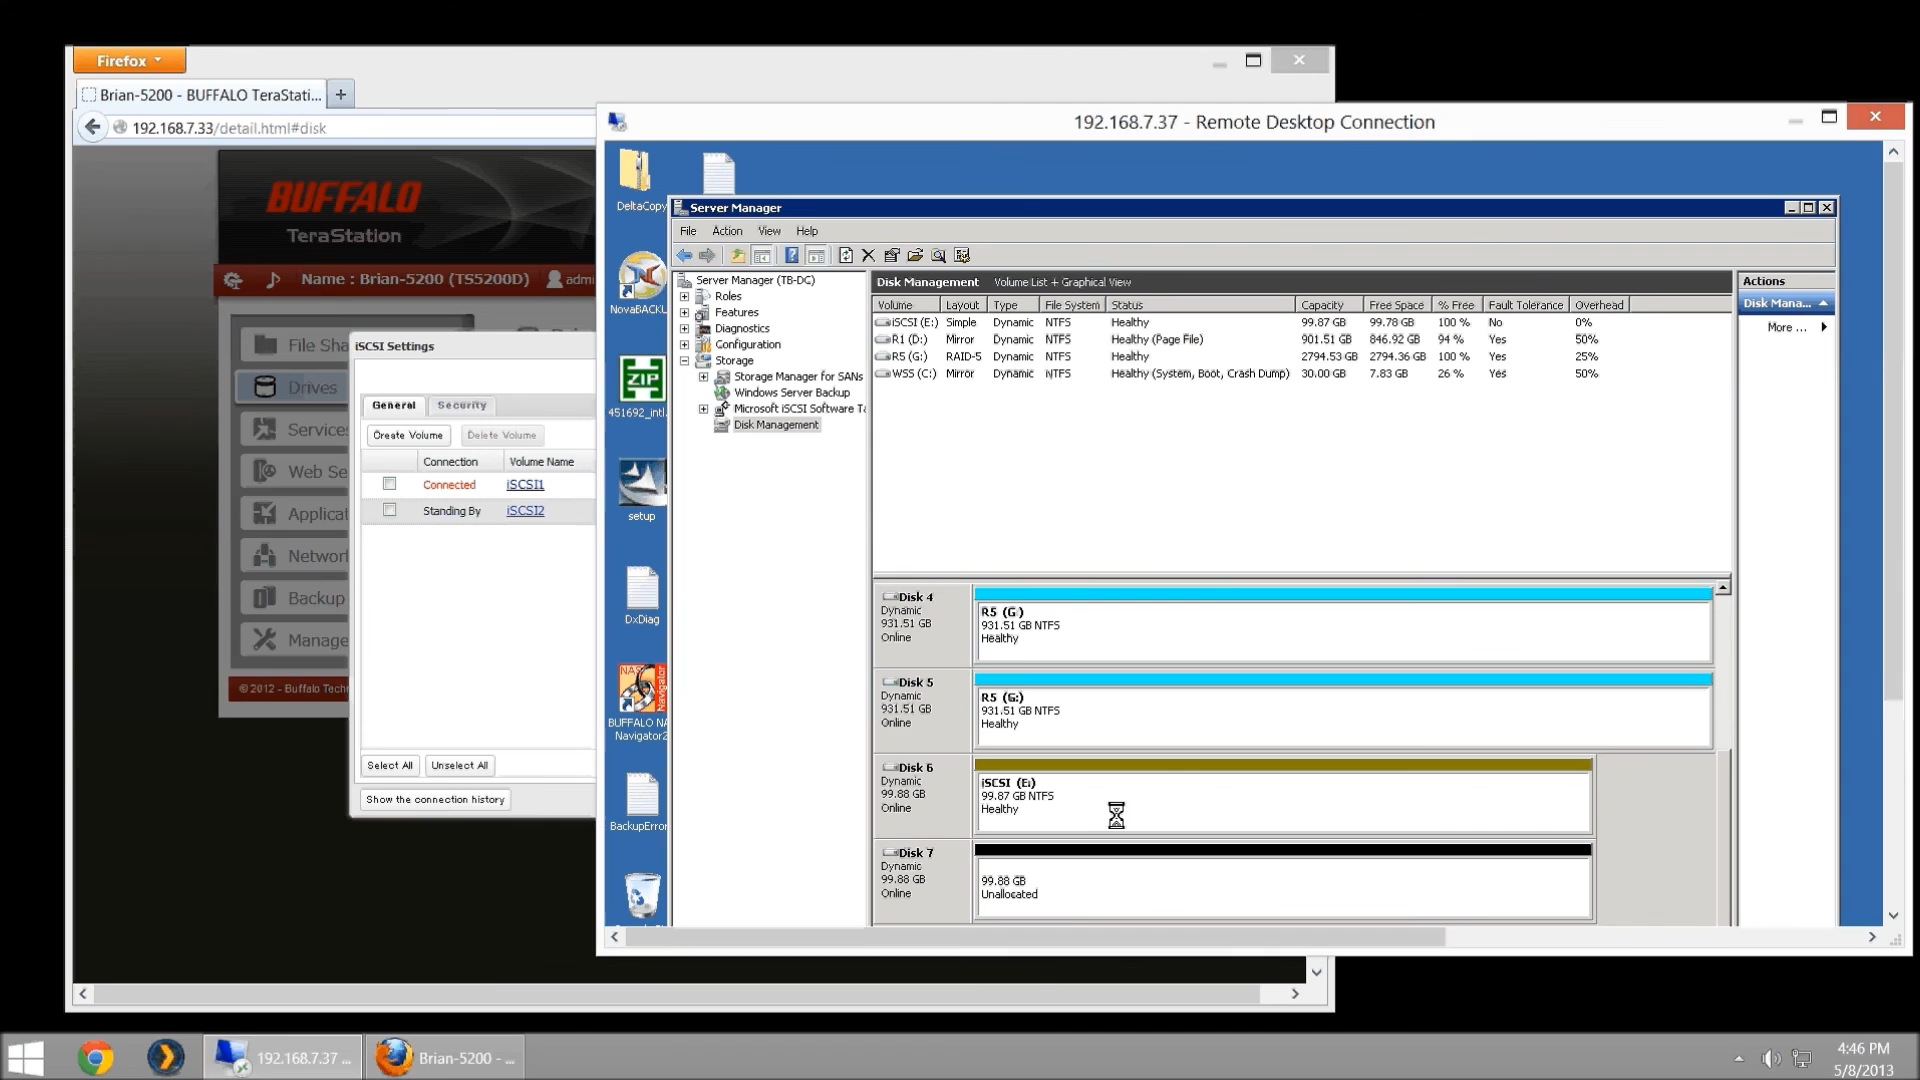 Firefox
Brian-5200 - BUFFALO TeraStati...
192.168.7.33/detail.html#disk
BUFFALO
TeraStation
Name : Brian-5200 (TS5200D)
admi
File Sha
Drives
Services
Web Se
Applicat
Network
Backup
Manage
© 2012 - Buffalo Techn
iSCSI Settings
General
Security
Create Volume
Delete Volume
Connection
Volume Name
Connected
iSCSI1
Standing By
iSCSI2
Select All
Unselect All
Show the connection history
192.168.7.37 - Remote Desktop Connection
DeltaCopy
NovaBACKU
ZIP
451692_intl.
setup
DxDiag
BUFFALO NA
Navigator2
BackupError
Server Manager
File Action View Help
Server Manager (TB-DC)
Roles
Features
Diagnostics
Configuration
Storage
Storage Manager for SANs
Windows Server Backup
Microsoft iSCSI Software Ta
Disk Management
Disk Management Volume List + Graphical View
Volume Layout Type File System Status Capacity Free Space % Free Fault Tolerance Overhead
iSCSI (E:) Simple Dynamic NTFS Healthy 99.87 GB 99.78 GB 100 % No 0%
R1 (D:) Mirror Dynamic NTFS Healthy (Page File) 901.51 GB 846.92 GB 94 % Yes 50%
R5 (G:) RAID-5 Dynamic NTFS Healthy 2794.53 GB 2794.36 GB 100 % Yes 25%
WSS (C:) Mirror Dynamic NTFS Healthy (System, Boot, Crash Dump) 30.00 GB 7.83 GB 26 % Yes 50%
Actions
Disk Mana...
More ...
Disk 4
Dynamic
931.51 GB
Online
R5 (G:)
931.51 GB NTFS
Healthy
Disk 5
Dynamic
931.51 GB
Online
R5 (G:)
931.51 GB NTFS
Healthy
Disk 6
Dynamic
99.88 GB
Online
iSCSI (E:)
99.87 GB NTFS
Healthy
Disk 7
Dynamic
99.88 GB
Online
99.88 GB
Unallocated
192.168.7.37 ...
Brian-5200 - ...
4:46 PM
5/8/2013